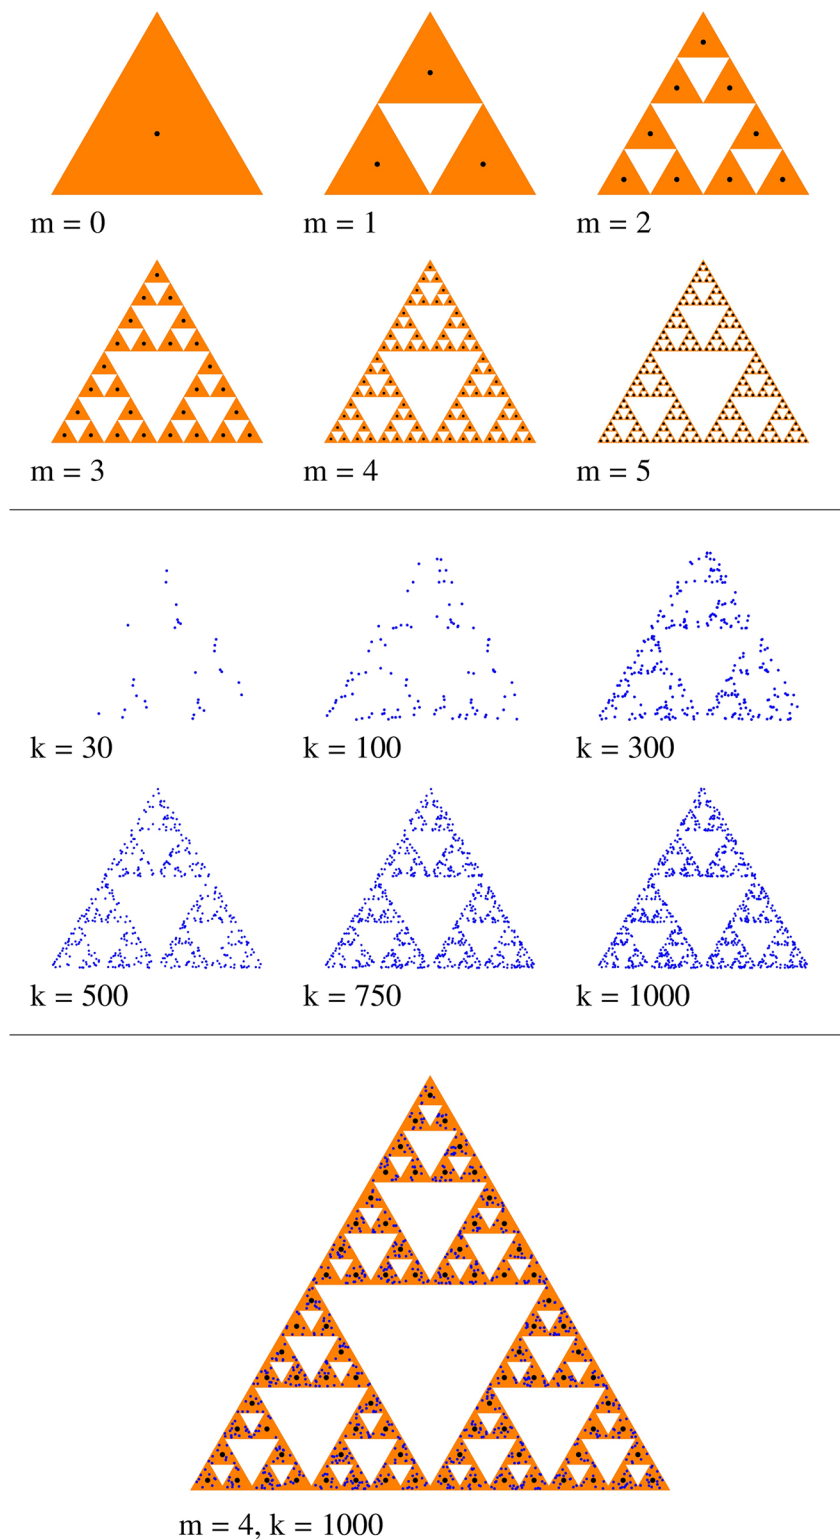 m = 0
m = 1
m = 2
m = 3
m = 4
m = 5
k = 30
k = 100
k = 300
k = 500
k = 750
k = 1000
m = 4, k = 1000